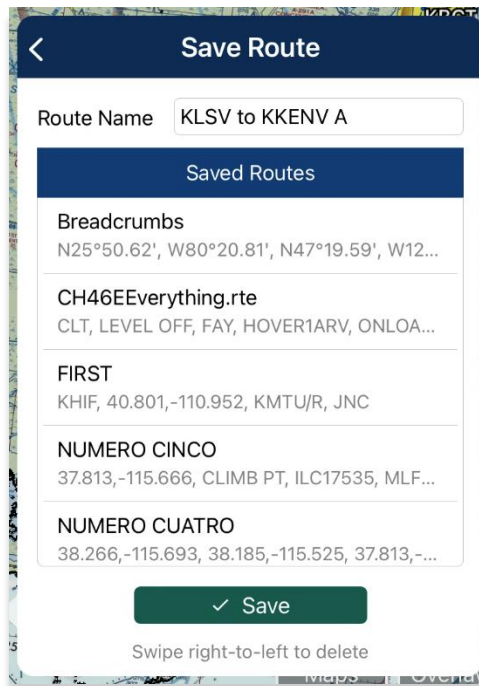 Save Route
Route Name KLSV to KKENV A
Saved Routes
Breadcrumbs
N25°50.62', W80°20.81', N47°19.59', W12...
CH46EEverything.rte
CLT, LEVEL OFF, FAY, HOVER1ARV, ONLOA...
FIRST
KHIF, 40.801,-110.952, KMTU/R, JNC
NUMERO CINCO
37.813,-115.666, CLIMB PT, ILC17535, MLF...
NUMERO CUATRO
38.266,-115.693, 38.185,-115.525, 37.813,-...
✓ Save
Swipe right-to-left to delete
Maps